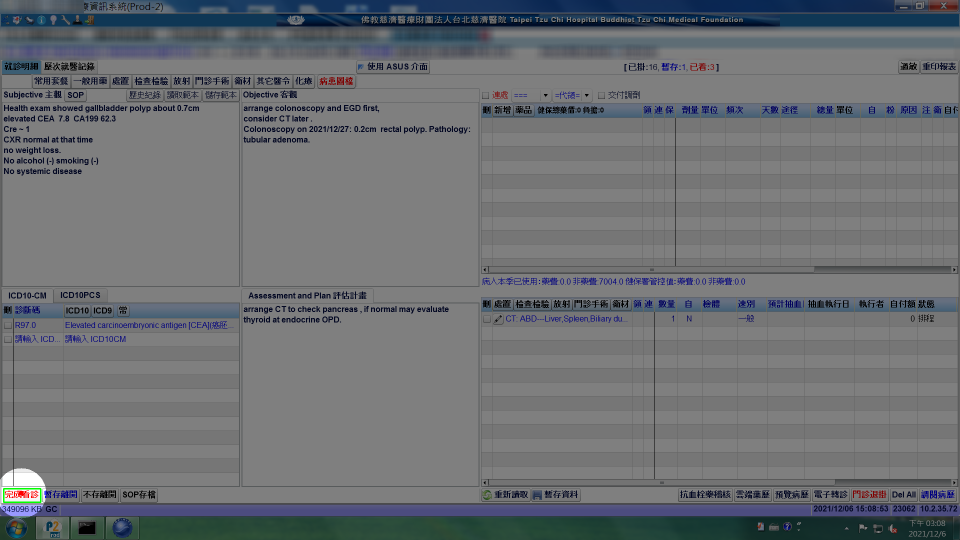 資訊系統(Prod-2)
佛教慈濟醫療財團法人台北慈濟醫院 Taipei Tzu Chi Hospital Buddhist Tzu Chi Medical Foundation
就診明細 歷次就醫記錄
使用 ASUS 介面
[已掛:16,暫存:1,已看:3]
過敏 重印報表
常用套餐 一般用藥 處置 檢查檢驗 放射 門診手術 衛材 其它醫令 化療 病患圖檔
Subjective 主觀 SOP 歷史紀錄 讀取範本 儲存範本
Health exam showed gallbladder polyp about 0.7cm
elevated CEA 7.8 CA199 62.3
Cre ~ 1
CXR normal at that time
no weight loss.
No alcohol (-) smoking (-)
No systemic disease
Objective 客觀
arrange colonoscopy and EGD first,
consider CT later .
Colonoscopy on 2021/12/27: 0.2cm rectal polyp. Pathology:
tubular adenoma.
連處 === =代領= 交付調劑
刪 新增 藥品 健保總藥價:0 自擔:0 領 連 保 劑量 單位 頻次 天數 途徑 總量 單位 自 粉 原因 注 衛 自付
病人本季已使用:藥費:0.0 非藥費:7004.0 健保署管控值:藥費:0.0 非藥費:0.0
ICD10-CM ICD10PCS
刪 診斷碼 ICD10 ICD9 常
R97.0 Elevated carcinoembryonic antigen [CEA](癌胚...
請輸入 ICD... 請輸入 ICD10CM
Assessment and Plan 評估計畫
arrange CT to check pancreas , if normal may evaluate
thyroid at endocrine OPD.
刪 處置 檢查檢驗 放射 門診手術 衛材 領 連 數量 自 檢體 速別 預計抽血 抽血執行日 執行者 自付額 狀態
CT: ABD---Liver,Spleen,Biliary du... 1 N 一般 0 排程
完成看診 暫存離開 不存離開 SOP存檔
重新讀取 暫存資料
抗血栓藥稽核 雲端藥歷 預覽病歷 電子轉診 門診退掛 Del All 調閱病歷
349096 KB GC
2021/12/06 15:08:53 23062 10.2.35.72
下午 03:08
2021/12/6